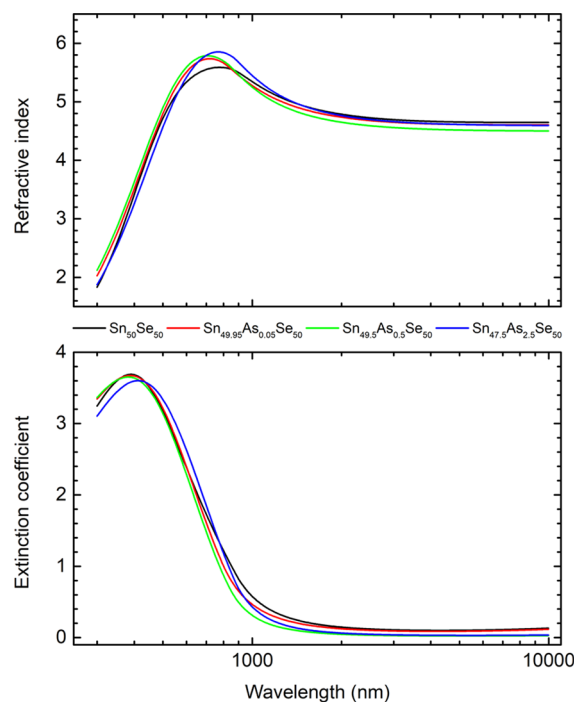 6
5
4
3
2
Refractive index
Sn₅₀Se₅₀ Sn₄₉.₉₅As₀.₀₅Se₅₀ Sn₄₉.₅As₀.₅Se₅₀ Sn₄₇.₅As₂.₅Se₅₀
4
3
2
1
0
Extinction coefficient
1000 10000
Wavelength (nm)